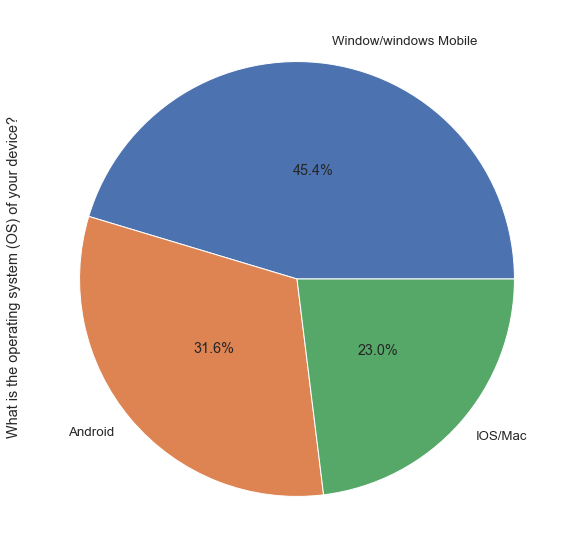 What is the operating system (OS) of your device?
Window/windows Mobile
45.4%
31.6%
23.0%
Android
IOS/Mac